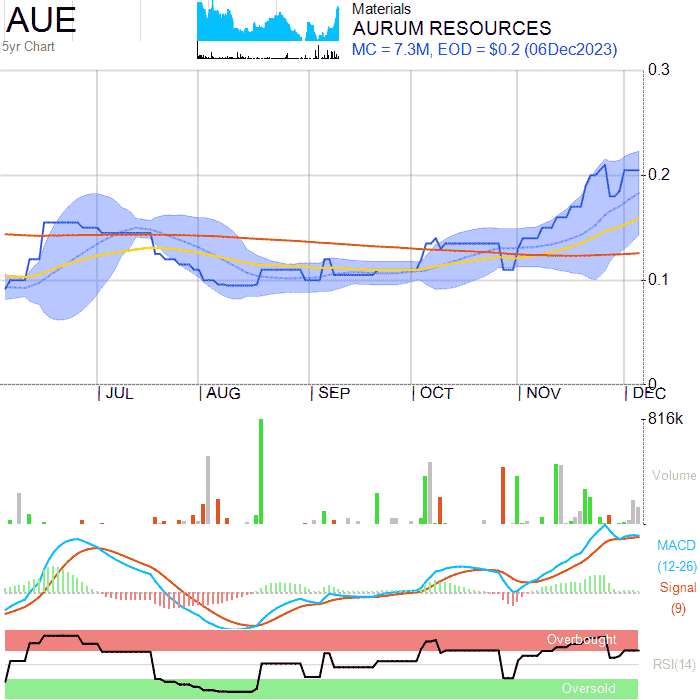 AUE
5yr Chart
Materials
AURUM RESOURCES
MC = 7.3M, EOD = $0.2 (06Dec2023)
0.3
0.2
0.1
0
JUL AUG SEP OCT NOV DEC
816k
Volume
MACD
(12-26)
Signal
(9)
Overbought
RSI(14)
Oversold